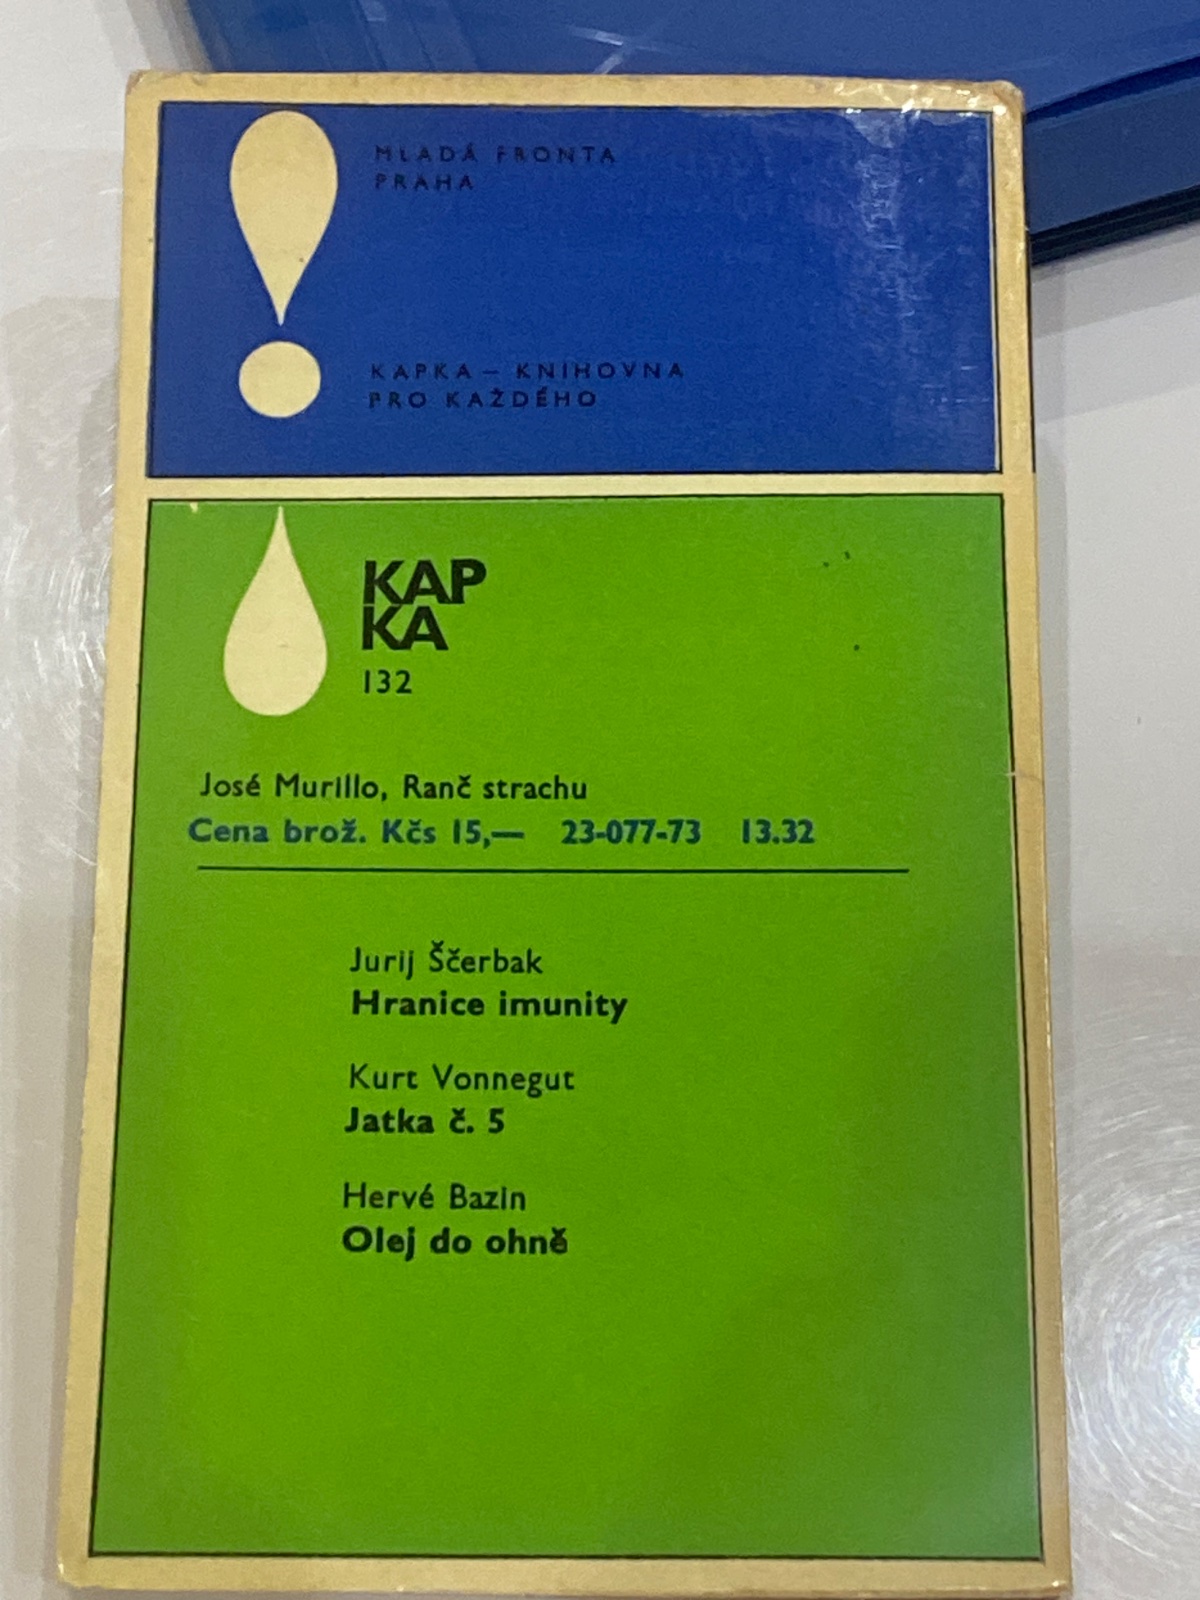 MLADÁ FRONTA
PRAHA
KAPKA – KNIHOVNA
PRO KAŽDÉHO
KAP
KA
132
José Murillo, Ranč strachu
Cena brož. Kčs 15,— 23-077-73 13.32
Jurij Ščerbak
Hranice imunity
Kurt Vonnegut
Jatka č. 5
Hervé Bazin
Olej do ohně